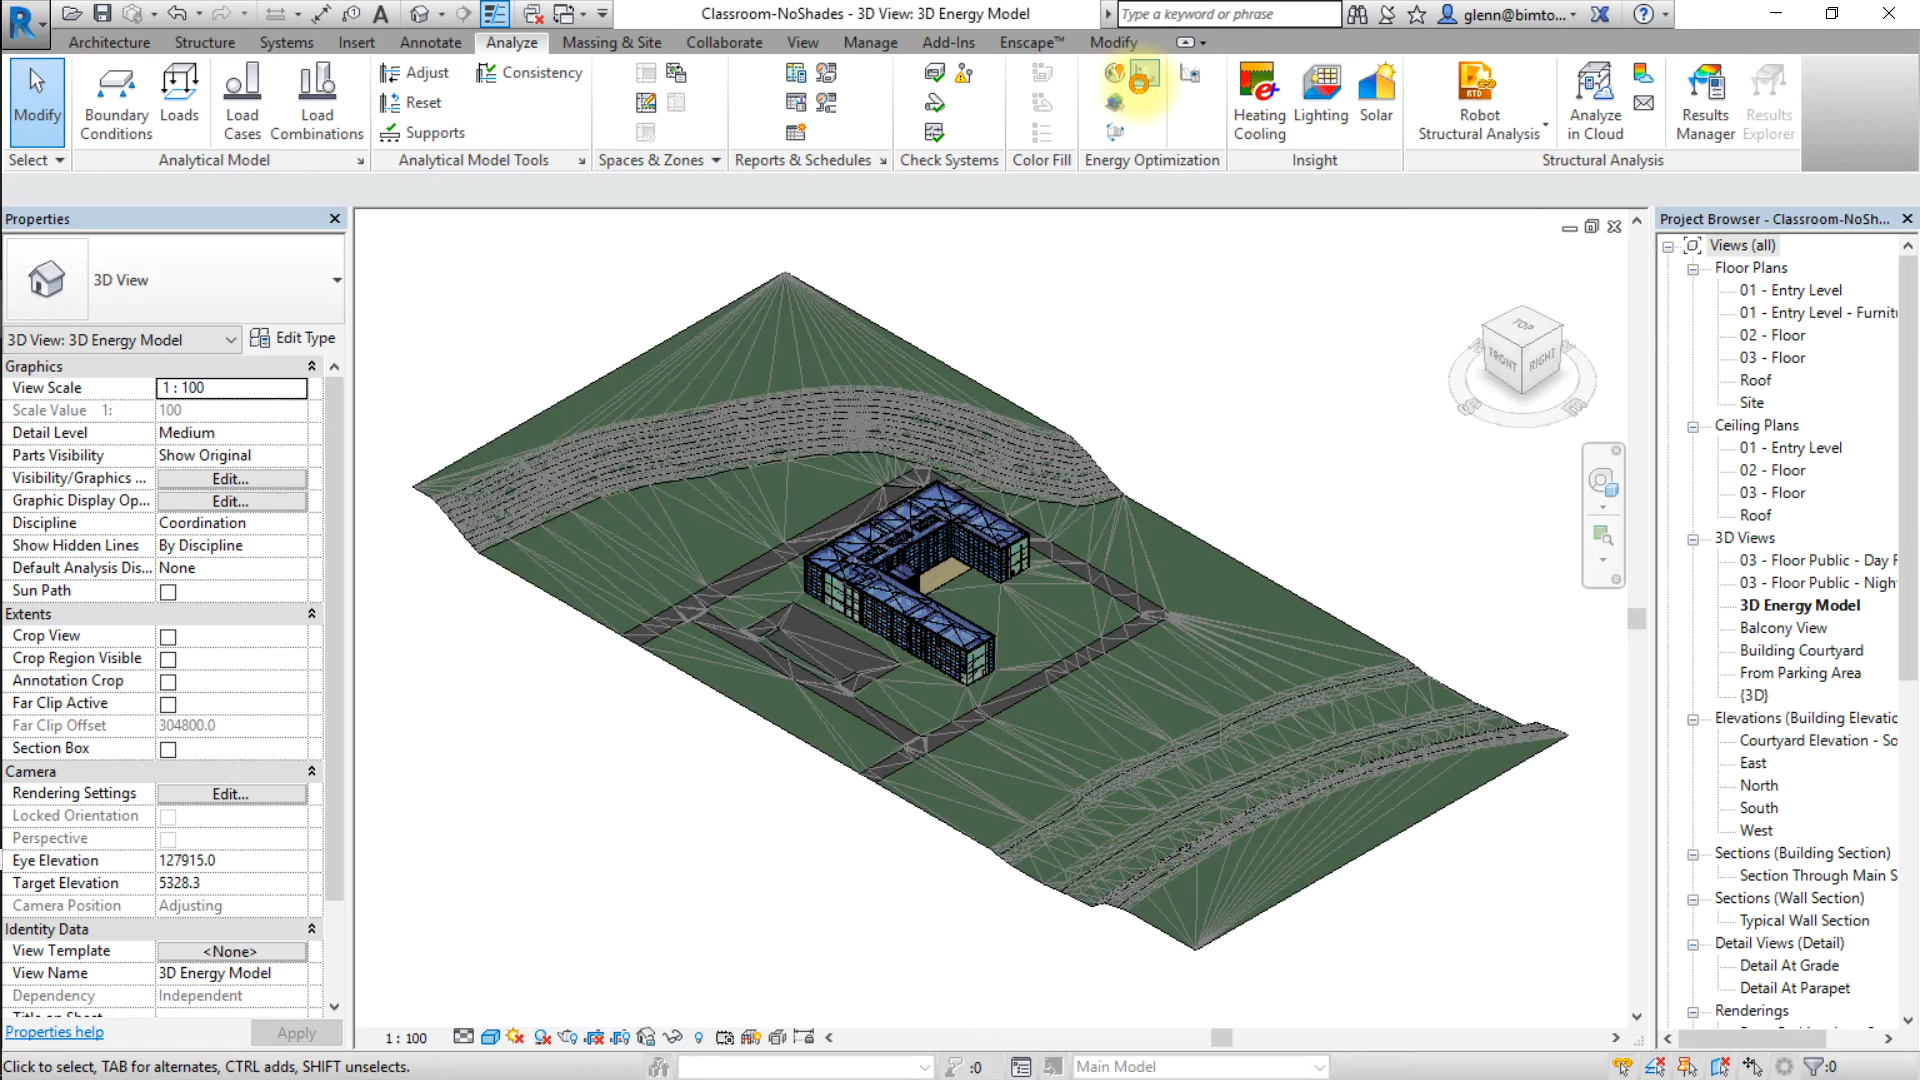 Classroom-NoShades - 3D View: 3D Energy Model
Type a keyword or phrase
glenn@bimto...
Architecture Structure Systems Insert Annotate Analyze Massing & Site Collaborate View Manage Add-Ins Enscape™ Modify
Modify
Boundary Conditions
Loads
Load Cases
Load Combinations
Adjust
Reset
Supports
Consistency
Heating Cooling
Lighting
Solar
Robot Structural Analysis
RTD
Analyze in Cloud
Results Manager
Results Explorer
Select
Analytical Model
Analytical Model Tools
Spaces & Zones
Reports & Schedules
Check Systems
Color Fill
Energy Optimization
Insight
Structural Analysis
Properties
3D View
3D View: 3D Energy Model
Edit Type
Graphics
View Scale 1 : 100
Scale Value 1: 100
Detail Level Medium
Parts Visibility Show Original
Visibility/Graphics ... Edit...
Graphic Display Op... Edit...
Discipline Coordination
Show Hidden Lines By Discipline
Default Analysis Dis... None
Sun Path
Extents
Crop View
Crop Region Visible
Annotation Crop
Far Clip Active
Far Clip Offset 304800.0
Section Box
Camera
Rendering Settings Edit...
Locked Orientation
Perspective
Eye Elevation 127915.0
Target Elevation 5328.3
Camera Position Adjusting
Identity Data
View Template <None>
View Name 3D Energy Model
Dependency Independent
Properties help
Apply
TOP
FRONT
RIGHT
1 : 100
Project Browser - Classroom-NoSh...
Views (all)
Floor Plans
01 - Entry Level
01 - Entry Level - Furnit
02 - Floor
03 - Floor
Roof
Site
Ceiling Plans
01 - Entry Level
02 - Floor
03 - Floor
Roof
3D Views
03 - Floor Public - Day F
03 - Floor Public - Nigh
3D Energy Model
Balcony View
Building Courtyard
From Parking Area
{3D}
Elevations (Building Elevatic
Courtyard Elevation - So
East
North
South
West
Sections (Building Section)
Section Through Main S
Sections (Wall Section)
Typical Wall Section
Detail Views (Detail)
Detail At Grade
Detail At Parapet
Renderings
Click to select, TAB for alternates, CTRL adds, SHIFT unselects.
:0
Main Model
:0